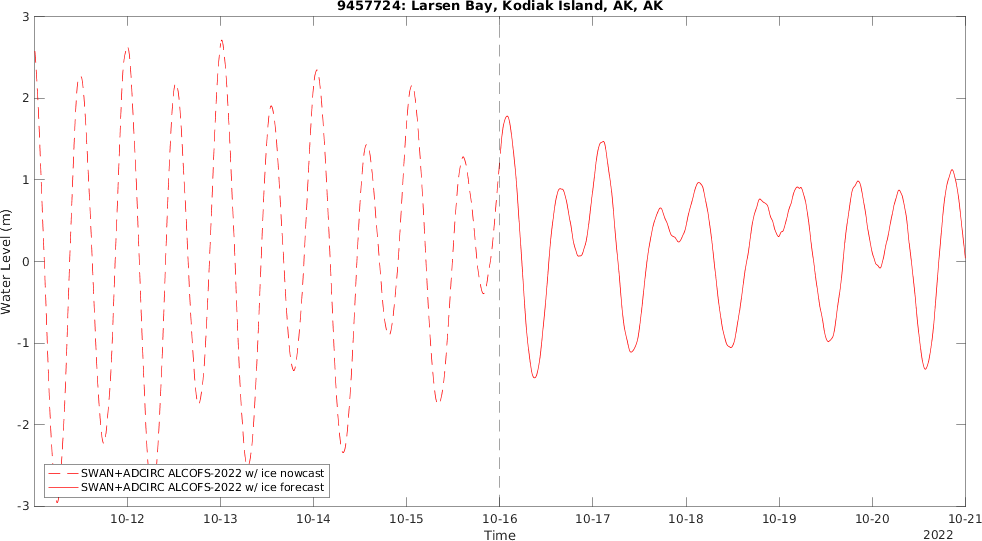 9457724: Larsen Bay, Kodiak Island, AK, AK
3
2
1
0
-1
-2
-3
Water Level (m)
SWAN+ADCIRC ALCOFS-2022 w/ ice nowcast
SWAN+ADCIRC ALCOFS-2022 w/ ice forecast
10-12 10-13 10-14 10-15 10-16 10-17 10-18 10-19 10-20 10-21
Time
2022